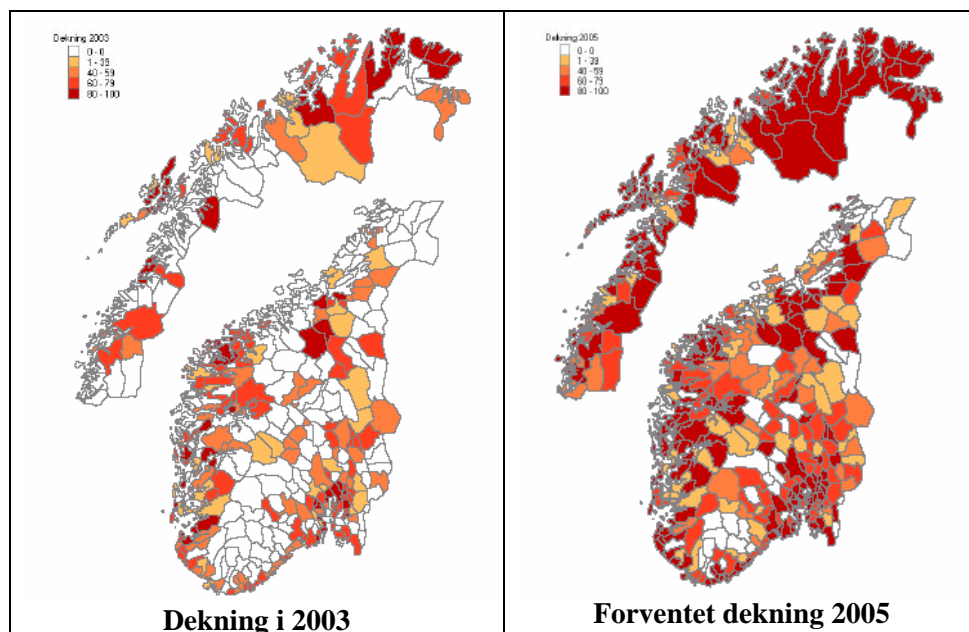 Dekning 2003
0 - 0
1 - 39
40 - 59
60 - 79
80 - 100
Dekning i 2003
Dekning 2005
0 - 0
1 - 39
40 - 59
60 - 79
80 - 100
Forventet dekning 2005